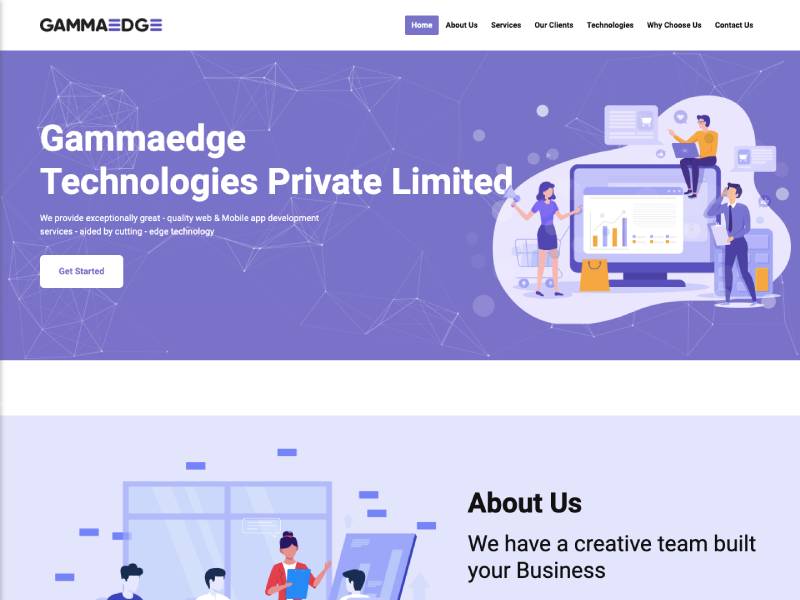 GAMMAEDGE
Home About Us Services Our Clients Technologies Why Choose Us Contact Us
Gammaedge
Technologies Private Limited
We provide exceptionally great - quality web & Mobile app development
services - aided by cutting - edge technology
Get Started
About Us
We have a creative team built
your Business